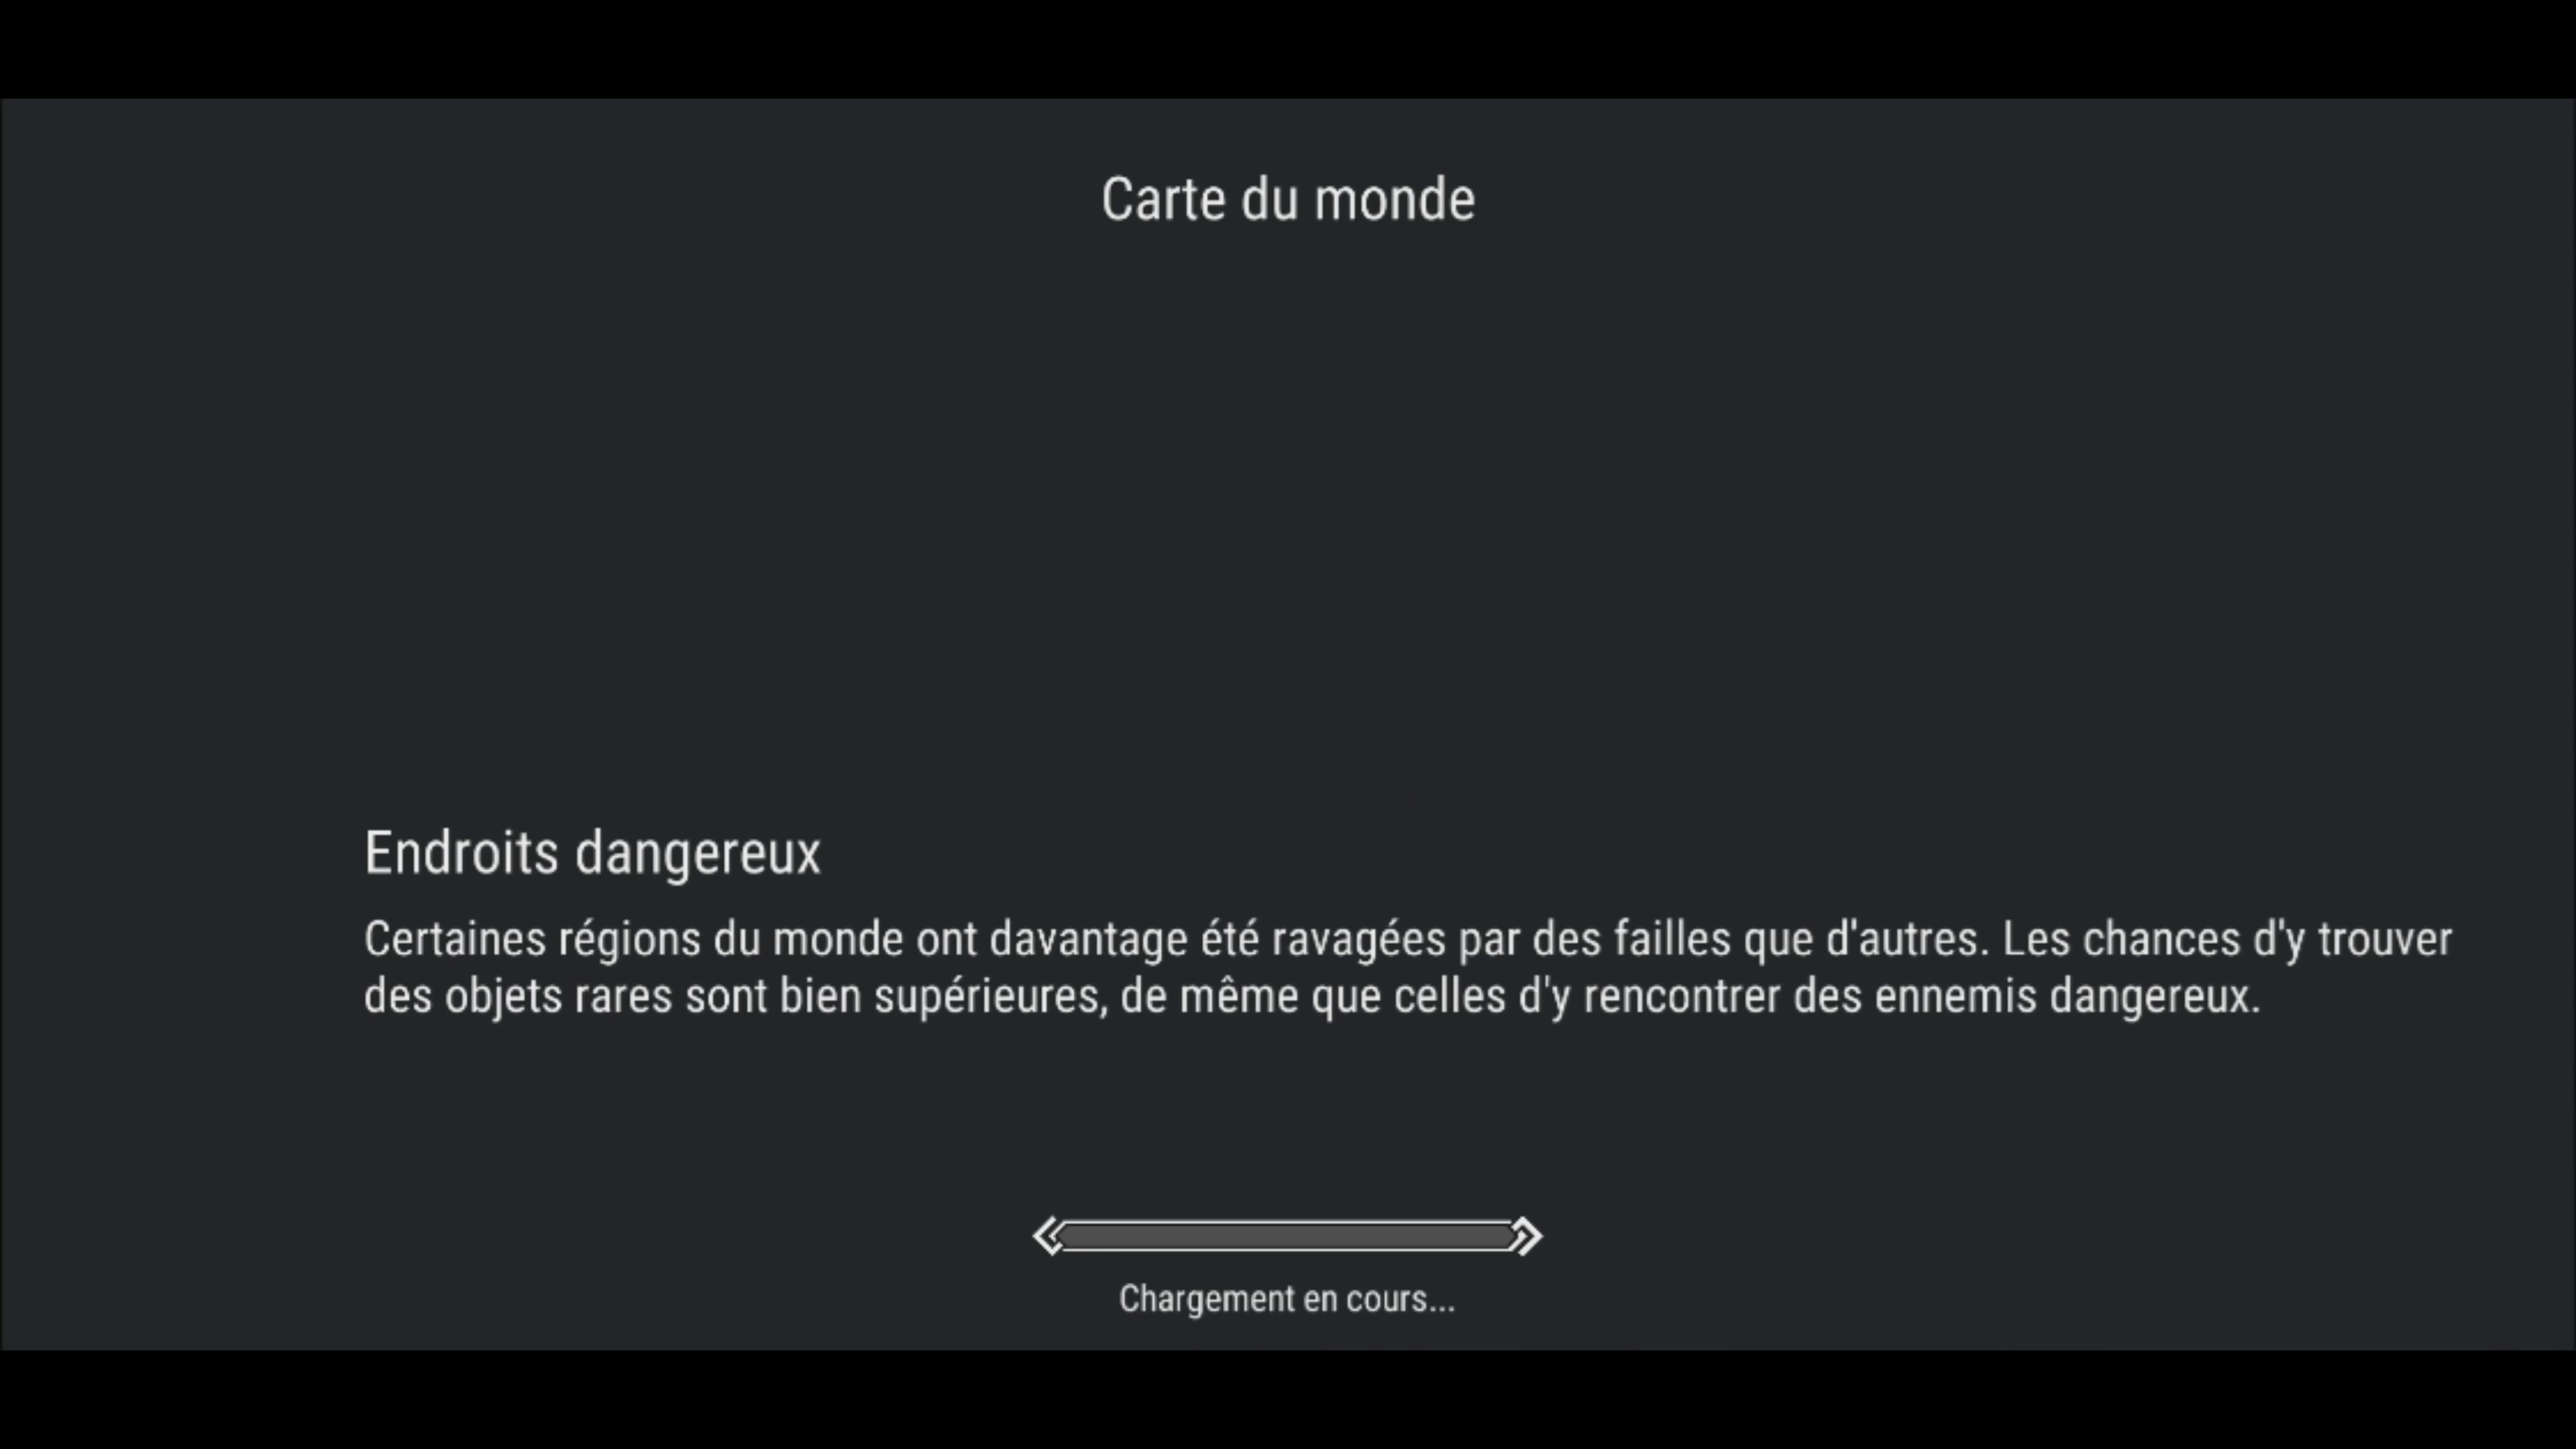 Carte du monde
Endroits dangereux
Certaines régions du monde ont davantage été ravagées par des failles que d'autres. Les chances d'y trouver
des objets rares sont bien supérieures, de même que celles d'y rencontrer des ennemis dangereux.
Chargement en cours...